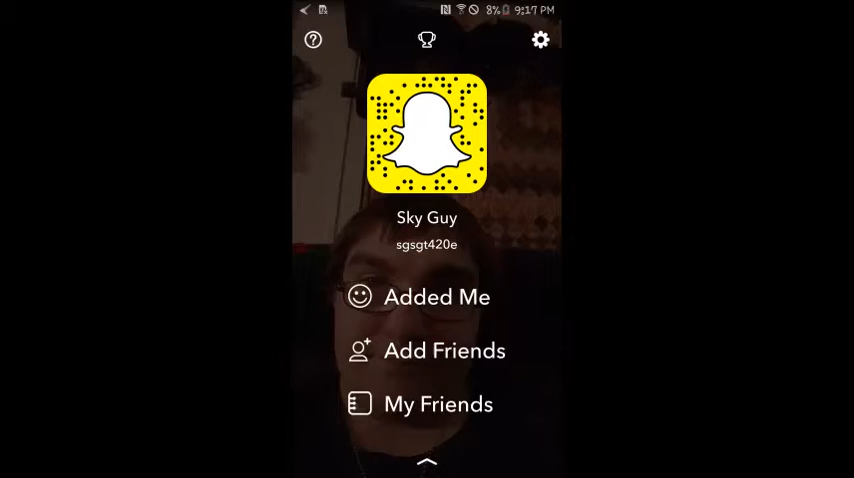 8% 9:17 PM
Sky Guy
sgsgt420e
Added Me
Add Friends
My Friends